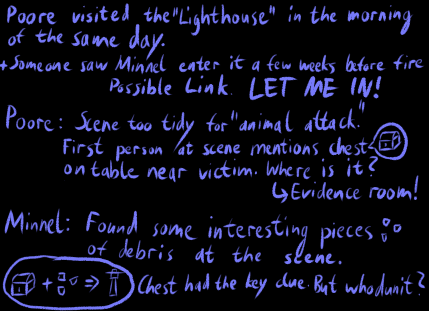 Poore visited the "Lighthouse" in the morning
of the same day.
+ Someone saw Minnel enter it a few weeks before fire
Possible Link. LET ME IN!
Poore: Scene too tidy for "animal attack."
First person at scene mentions chest
on table near victim. Where is it?
↳ Evidence room!
Minnel: Found some interesting pieces
of debris at the scene.
+ ⇒ Chest had the key clue. But whodunit?